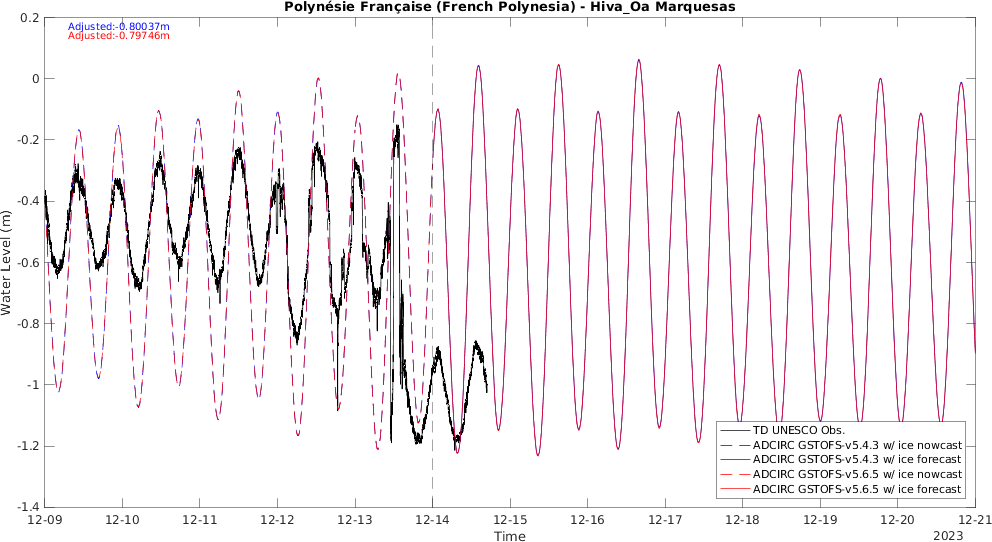 Polynésie Française (French Polynesia) - Hiva_Oa Marquesas
Adjusted:-0.80037m
Adjusted:-0.79746m
Water Level (m)
0.2
0
-0.2
-0.4
-0.6
-0.8
-1
-1.2
-1.4
TD UNESCO Obs.
ADCIRC GSTOFS-v5.4.3 w/ ice nowcast
ADCIRC GSTOFS-v5.4.3 w/ ice forecast
ADCIRC GSTOFS-v5.6.5 w/ ice nowcast
ADCIRC GSTOFS-v5.6.5 w/ ice forecast
12-09 12-10 12-11 12-12 12-13 12-14 12-15 12-16 12-17 12-18 12-19 12-20 12-21
Time
2023